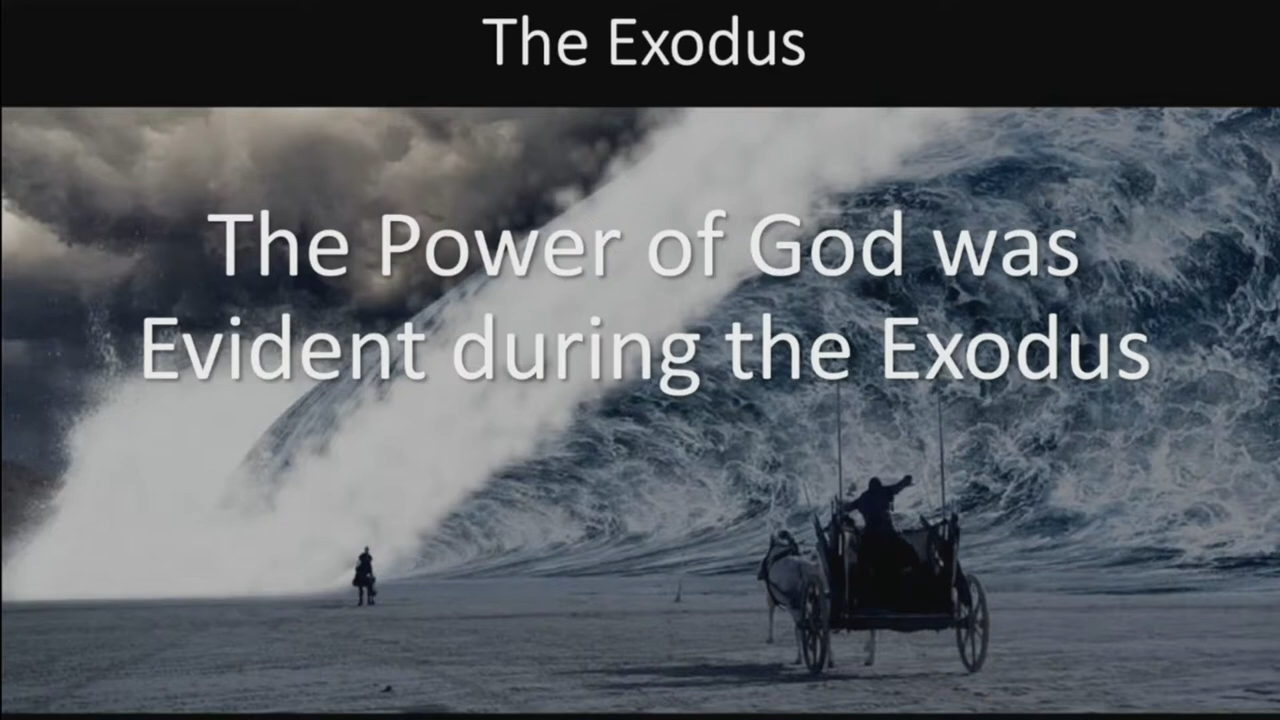 The Exodus
The Power of God was
Evident during the Exodus